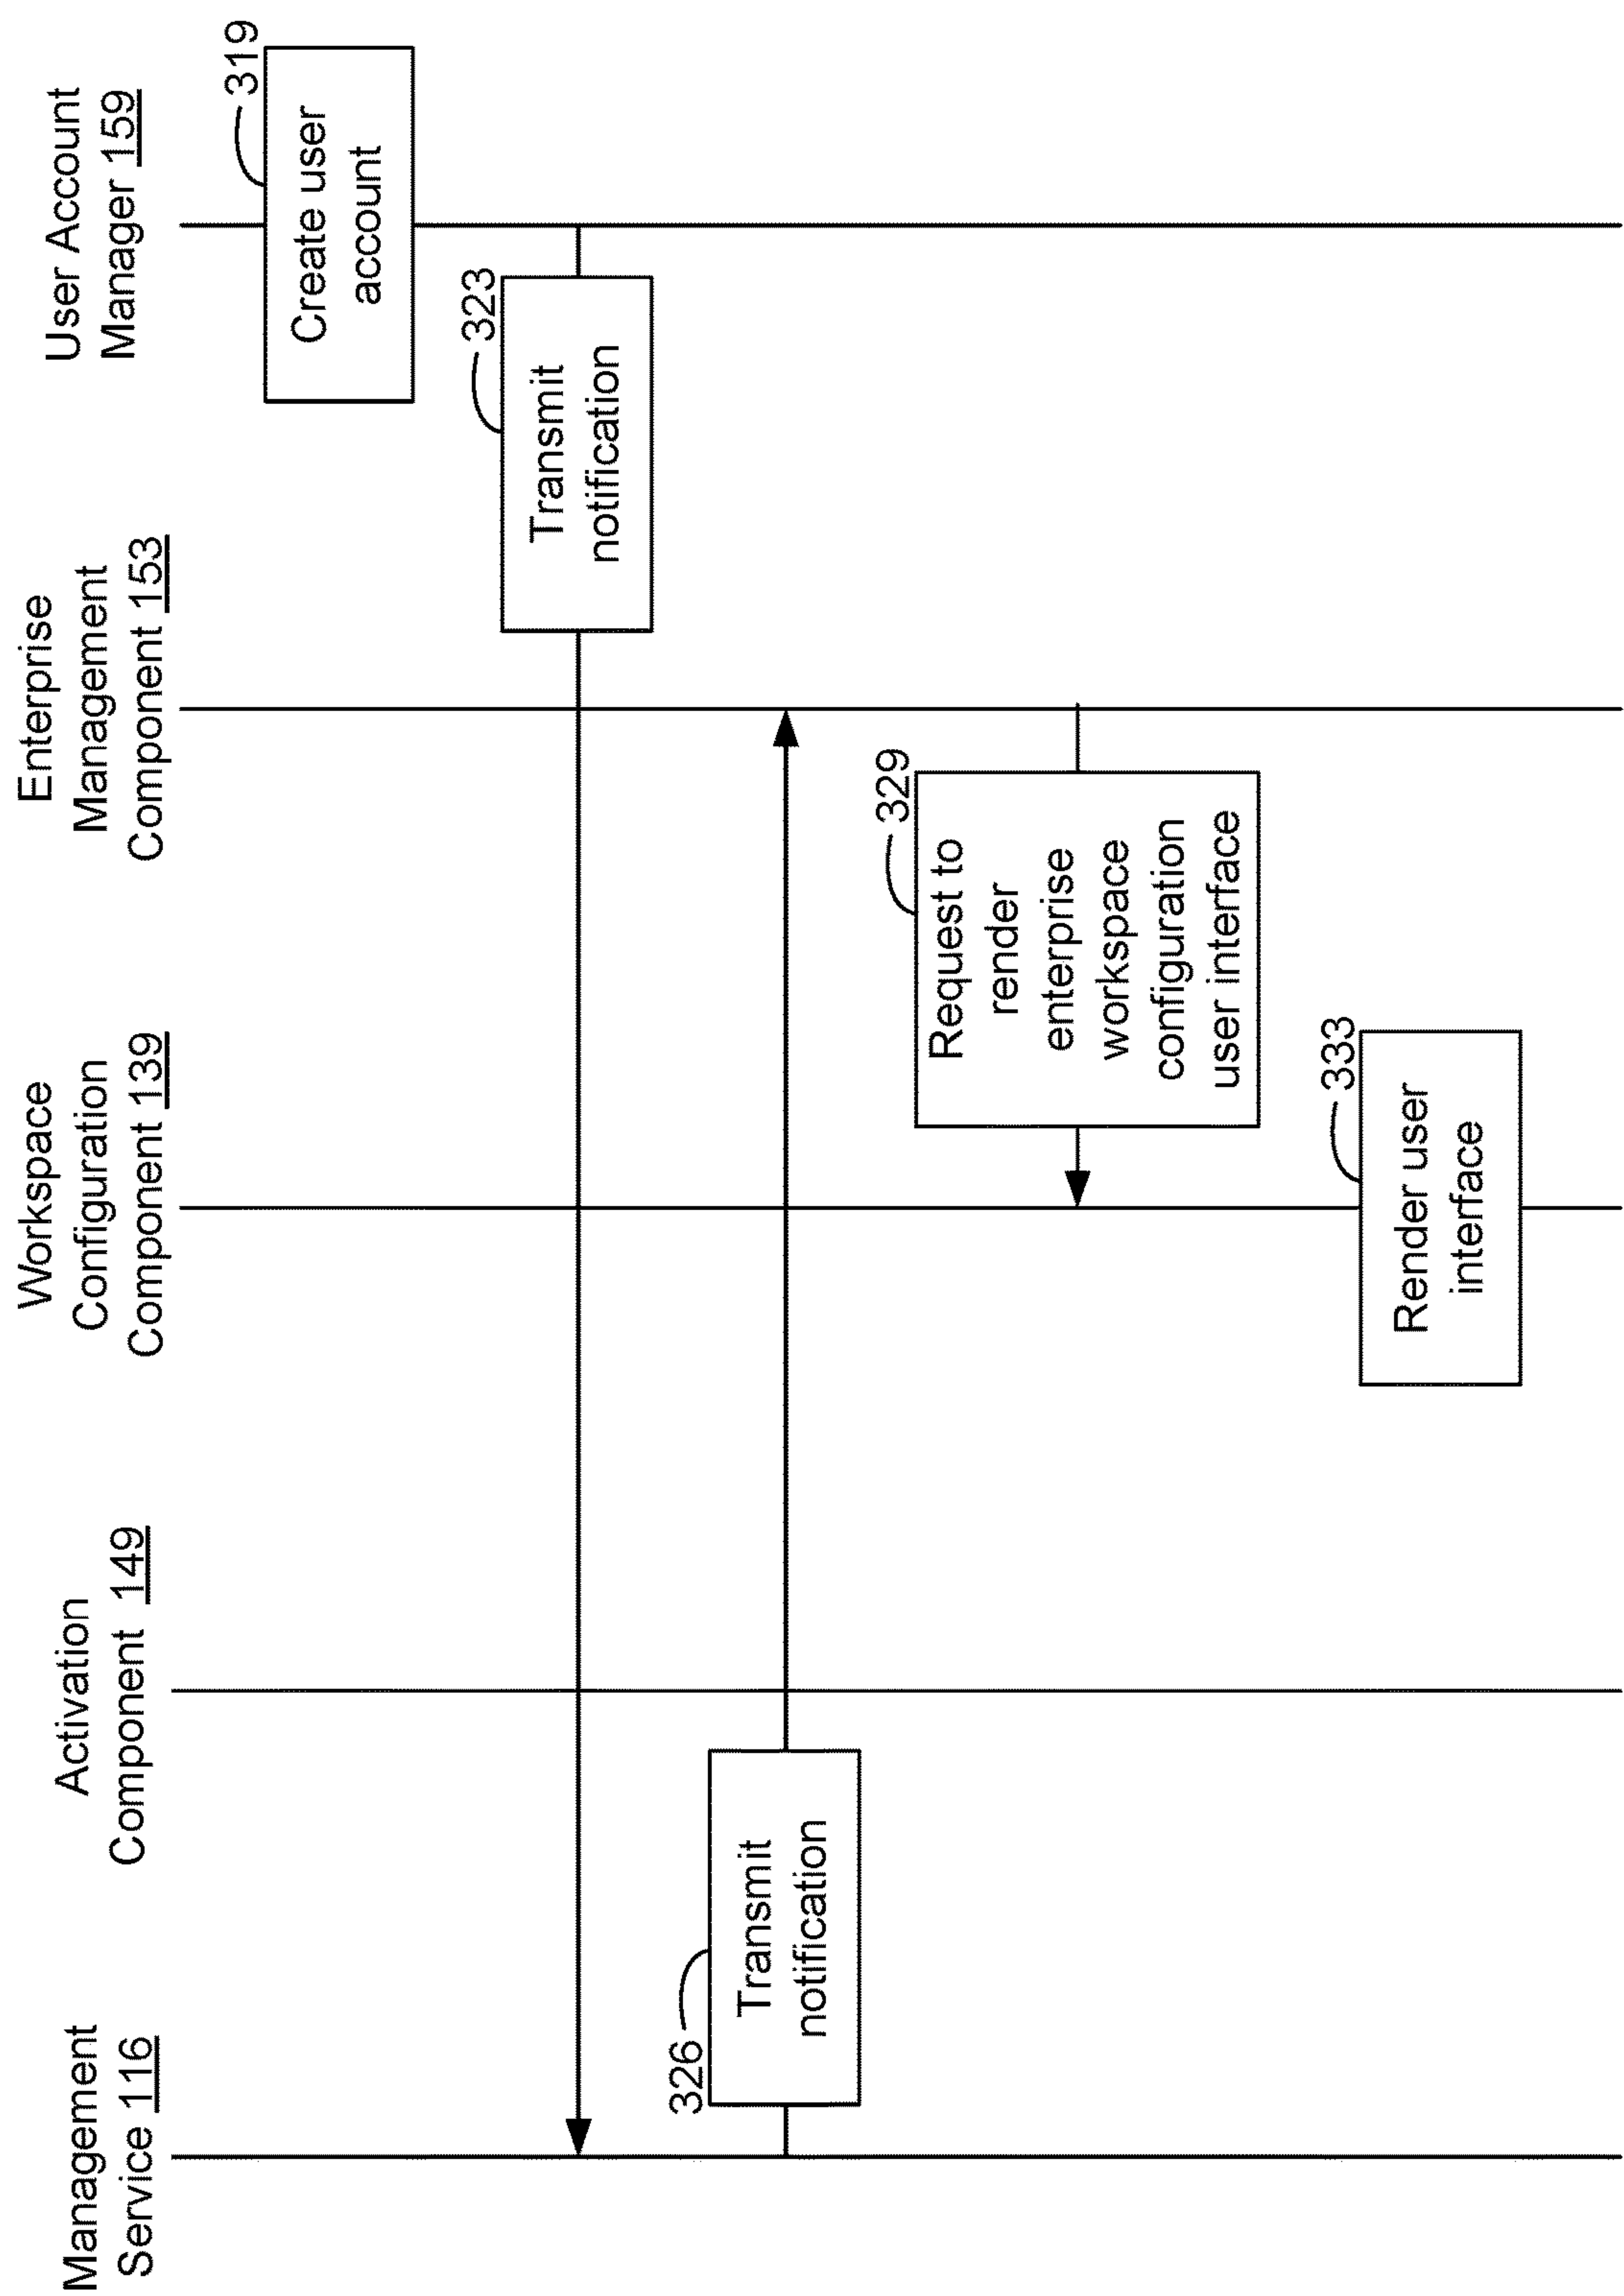 Management
Service 116
Activation
Component 149
Workspace
Configuration
Component 139
Enterprise
Management
Component 153
User Account
Manager 159
319
Create user
account
323
Transmit
notification
326
Transmit
notification
329
Request to
render
enterprise
workspace
configuration
user interface
333
Render user
interface